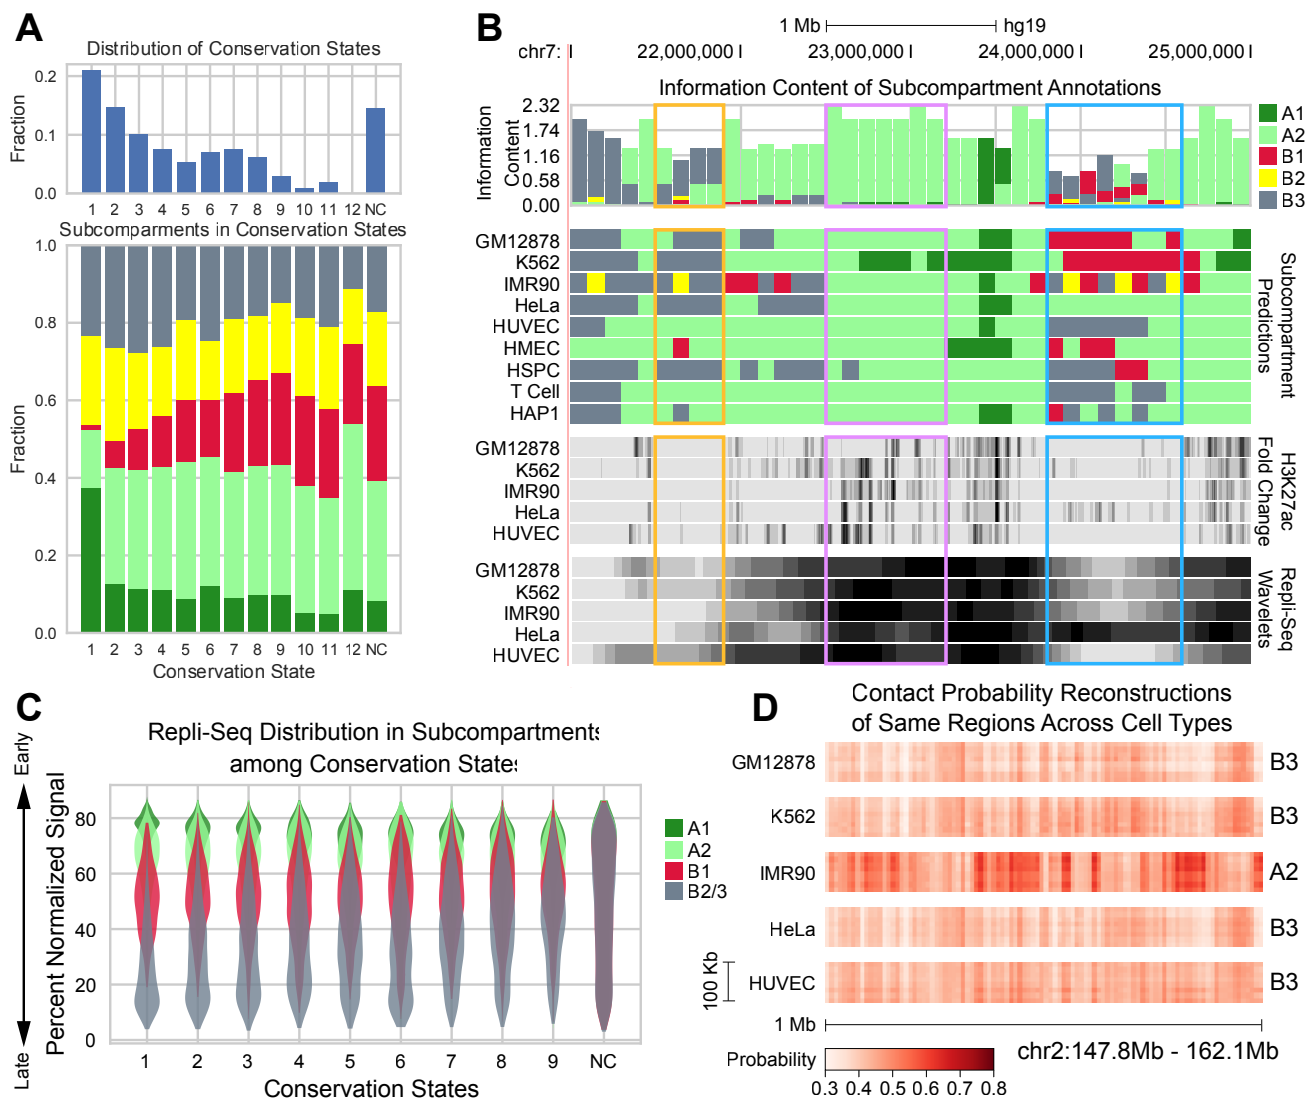 A
Distribution of Conservation States
Fraction
0.2
0.1
0.0
1 2 3 4 5 6 7 8 9 10 11 12 NC
Subcomparments in Conservation States
Fraction
1.0
0.8
0.6
0.4
0.2
0.0
1 2 3 4 5 6 7 8 9 10 11 12 NC
Conservation State
B
1 Mb hg19
chr7: 22,000,000 23,000,000 24,000,000 25,000,000
Information Content of Subcompartment Annotations
Information
Content
2.32
1.74
1.16
0.58
0.00
A1
A2
B1
B2
B3
GM12878
K562
IMR90
HeLa
HUVEC
HMEC
HSPC
T Cell
HAP1
Subcompartment
Predictions
GM12878
K562
IMR90
HeLa
HUVEC
H3K27ac
Fold Change
GM12878
K562
IMR90
HeLa
HUVEC
Repli-Seq
Wavelets
C
Repli-Seq Distribution in Subcompartments
among Conservation States
Early
Late
Percent Normalized Signal
80
60
40
20
0
1 2 3 4 5 6 7 8 9 NC
Conservation States
A1
A2
B1
B2/3
D
Contact Probability Reconstructions
of Same Regions Across Cell Types
GM12878 B3
K562 B3
IMR90 A2
HeLa B3
HUVEC B3
100 Kb
1 Mb
Probability
0.3 0.4 0.5 0.6 0.7 0.8
chr2:147.8Mb - 162.1Mb